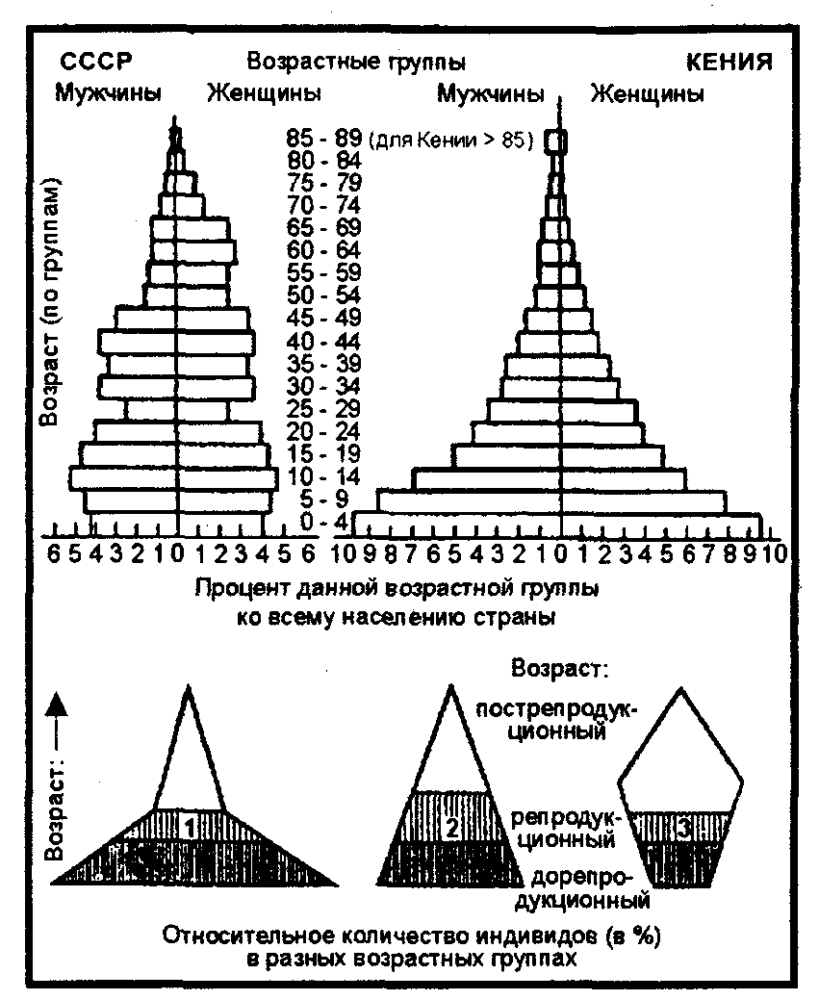 СССР Возрастные группы КЕНИЯ
Мужчины Женщины Мужчины Женщины
85 - 89 (для Кении > 85)
80 - 84
75 - 79
70 - 74
65 - 69
60 - 64
55 - 59
50 - 54
45 - 49
40 - 44
35 - 39
30 - 34
25 - 29
20 - 24
15 - 19
10 - 14
5 - 9
0 - 4
Возраст (по группам)
6 5 4 3 2 1 0 1 2 3 4 5 6 10 9 8 7 6 5 4 3 2 1 0 1 2 3 4 5 6 7 8 9 10
Процент данной возрастной группы
ко всему населению страны
Возраст:
пострепродук-
ционный
Возраст:
1 2 репродук- 3
ционный
дорепро-
дукционный
Относительное количество индивидов (в %)
в разных возрастных группах